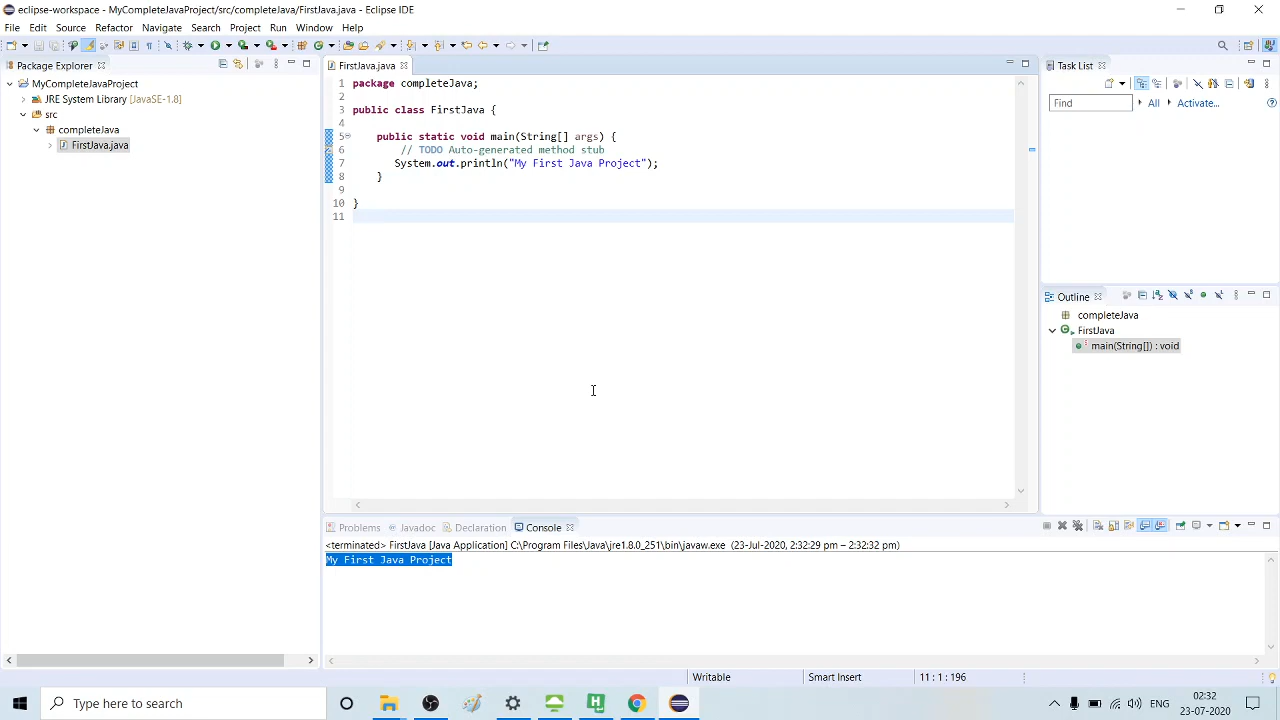 eclipse-workspace - MyCompleteJavaProject/src/completeJava/FirstJava.java - Eclipse IDE
File Edit Source Refactor Navigate Search Project Run Window Help
Package Explorer
MyCompleteJavaProject
JRE System Library [JavaSE-1.8]
src
completeJava
FirstJava.java
FirstJava.java
1 package completeJava;
2
3 public class FirstJava {
4
5 public static void main(String[] args) {
6 // TODO Auto-generated method stub
7 System.out.println("My First Java Project");
8 }
9
10 }
11
Task List
Find All Activate...
Outline
completeJava
FirstJava
main(String[]) : void
Problems Javadoc Declaration Console
<terminated> FirstJava [Java Application] C:\Program Files\Java\jre1.8.0_251\bin\javaw.exe (23-Jul-2020, 2:32:29 pm – 2:32:32 pm)
My First Java Project
Writable Smart Insert 11 : 1 : 196
Type here to search
ENG
02:32
23-07-2020